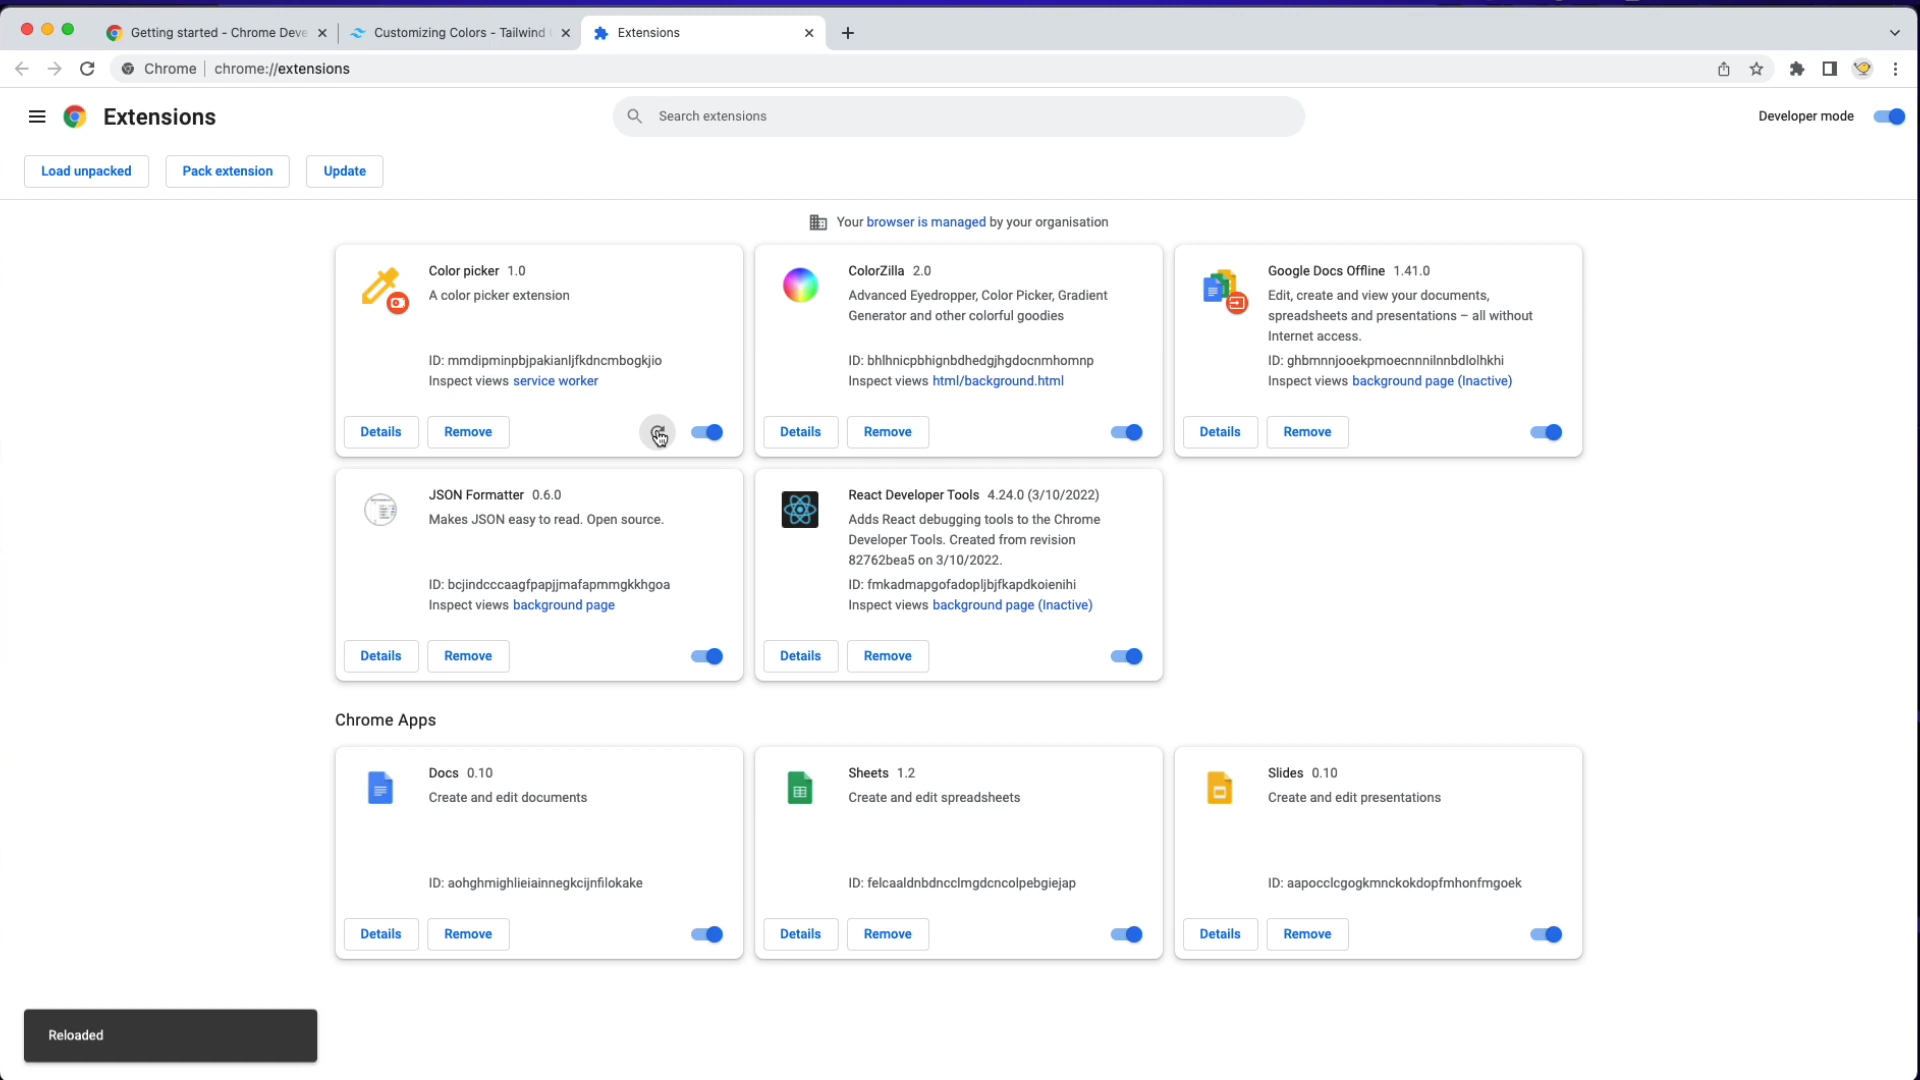 Getting started - Chrome Deve
Customizing Colors - Tailwind
Extensions
Chrome
chrome://extensions
Extensions
Search extensions
Developer mode
Load unpacked
Pack extension
Update
Your browser is managed by your organisation
Color picker 1.0
A color picker extension
ID: mmdipminpbjpakianljfkdncmbogkjio
Inspect views service worker
Details
Remove
ColorZilla 2.0
Advanced Eyedropper, Color Picker, Gradient
Generator and other colorful goodies
ID: bhlhnicpbhignbdhedgjhgdocnmhomnp
Inspect views html/background.html
Details
Remove
Google Docs Offline 1.41.0
Edit, create and view your documents,
spreadsheets and presentations – all without
Internet access.
ID: ghbmnnjooekpmoecnnnilnnbdlolhkhi
Inspect views background page (Inactive)
Details
Remove
JSON Formatter 0.6.0
Makes JSON easy to read. Open source.
ID: bcjindcccaagfpapjjmafapmmgkkhgoa
Inspect views background page
Details
Remove
React Developer Tools 4.24.0 (3/10/2022)
Adds React debugging tools to the Chrome
Developer Tools. Created from revision
82762bea5 on 3/10/2022.
ID: fmkadmapgofadopljbjfkapdkoienihi
Inspect views background page (Inactive)
Details
Remove
Chrome Apps
Docs 0.10
Create and edit documents
ID: aohghmighlieiainnegkcijnfilokake
Details
Remove
Sheets 1.2
Create and edit spreadsheets
ID: felcaaldnbdncclmgdcncolpebgiejap
Details
Remove
Slides 0.10
Create and edit presentations
ID: aapocclcgogkmnckokdopfmhonfmgoek
Details
Remove
Reloaded